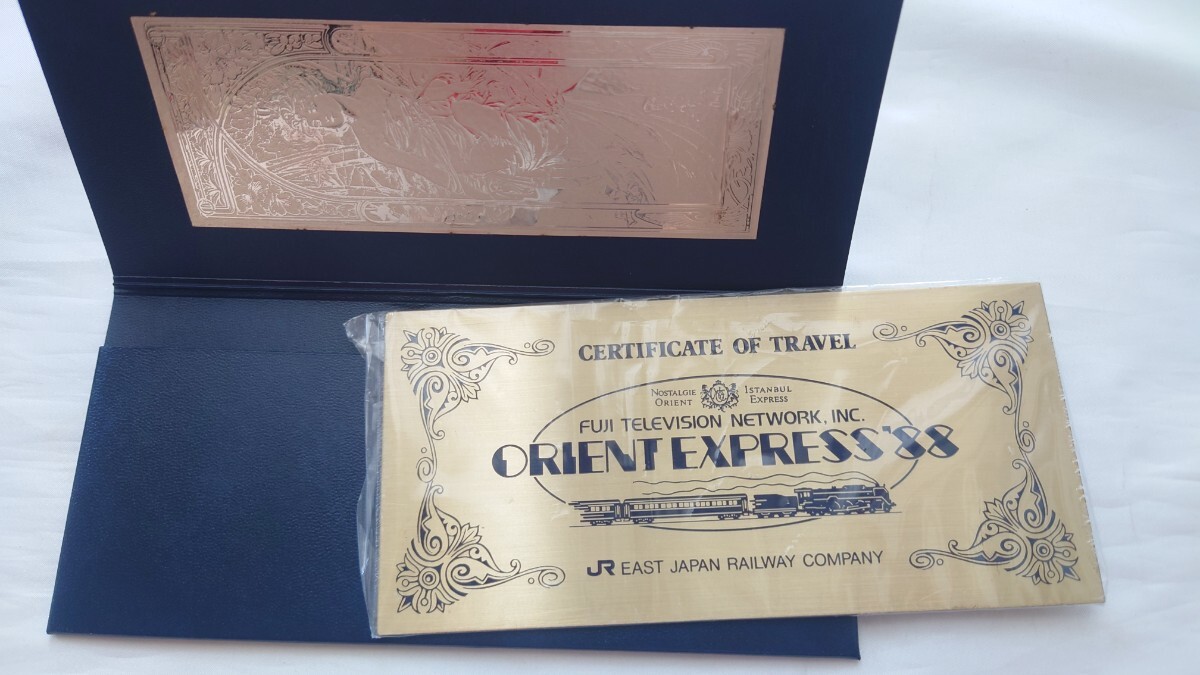 CERTIFICATE OF TRAVEL
NOSTALGIE ISTANBUL
ORIENT EXPRESS
FUJI TELEVISION NETWORK, INC.
ORIENT EXPRESS '88
JR EAST JAPAN RAILWAY COMPANY